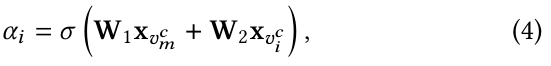 α_i = σ ( W_1 x_{v_m^c} + W_2 x_{v_i^c} ) , (4)